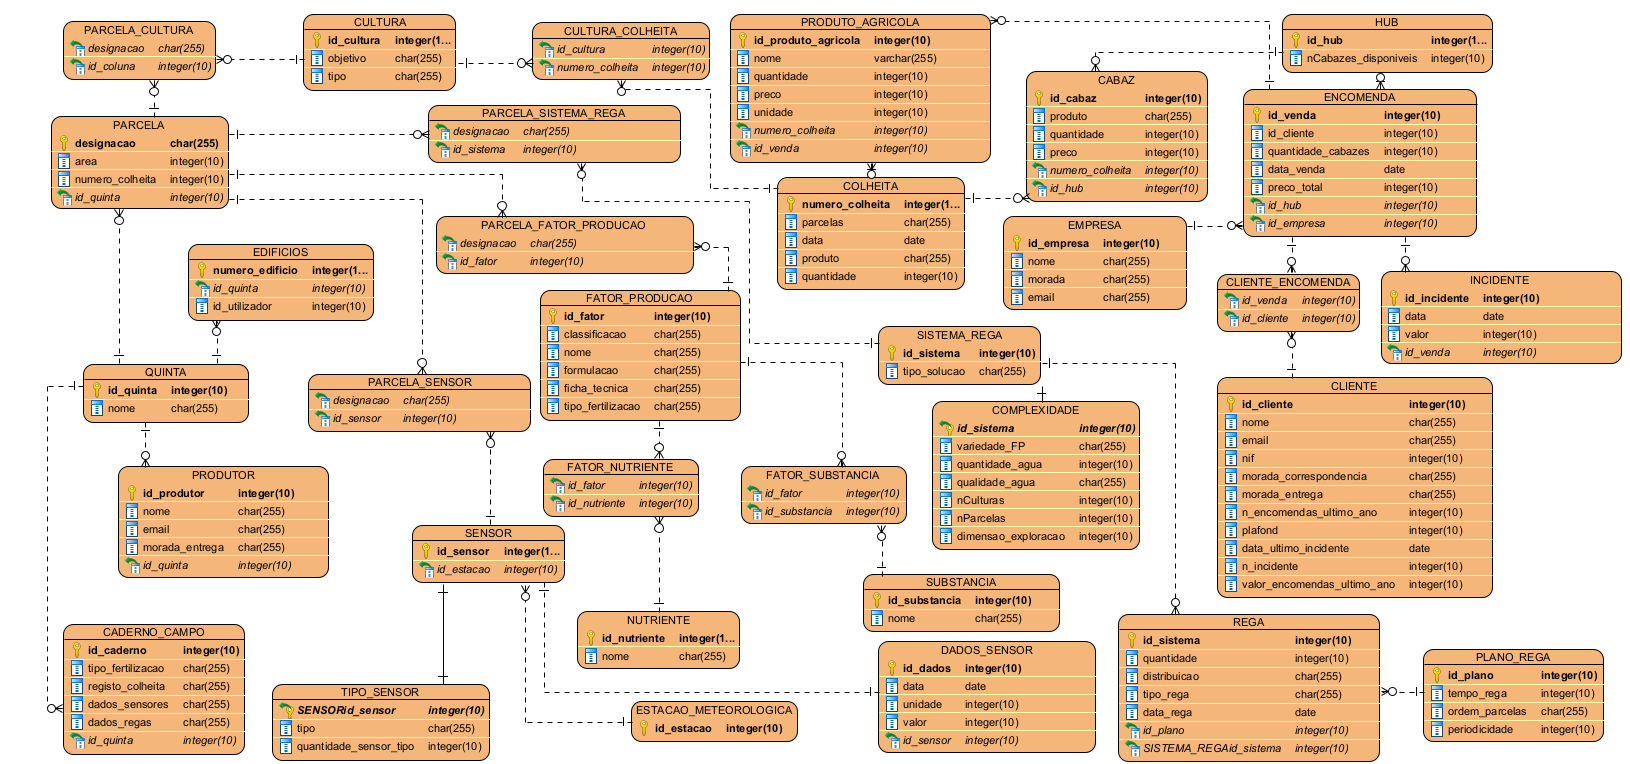 PARCELA_CULTURA
designacao char(255)
id_coluna integer(10)
CULTURA
id_cultura integer(1...
objetivo char(255)
tipo char(255)
CULTURA_COLHEITA
id_cultura integer(10)
numero_colheita integer(10)
PRODUTO_AGRICOLA
id_produto_agricola integer(10)
nome varchar(255)
quantidade integer(10)
preco integer(10)
unidade integer(10)
numero_colheita integer(10)
id_venda integer(10)
HUB
id_hub integer(1...
nCabazes_disponiveis integer(10)
CABAZ
id_cabaz integer(10)
produto char(255)
quantidade integer(10)
preco integer(10)
numero_colheita integer(10)
id_hub integer(10)
ENCOMENDA
id_venda integer(10)
id_cliente integer(10)
quantidade_cabazes integer(10)
data_venda date
preco_total integer(10)
id_hub integer(10)
id_empresa integer(10)
PARCELA
designacao char(255)
area integer(10)
numero_colheita integer(10)
id_quinta integer(10)
PARCELA_SISTEMA_REGA
designacao char(255)
id_sistema integer(10)
COLHEITA
numero_colheita integer(1...
parcelas char(255)
data date
produto char(255)
quantidade integer(10)
PARCELA_FATOR_PRODUCAO
designacao char(255)
id_fator integer(10)
EMPRESA
id_empresa integer(10)
nome char(255)
morada char(255)
email char(255)
EDIFICIOS
numero_edificio integer(1...
id_quinta integer(10)
id_utilizador integer(10)
CLIENTE_ENCOMENDA
id_venda integer(10)
id_cliente integer(10)
INCIDENTE
id_incidente integer(10)
data date
valor integer(10)
id_venda integer(10)
FATOR_PRODUCAO
id_fator integer(10)
classificacao char(255)
nome char(255)
formulacao char(255)
ficha_tecnica char(255)
tipo_fertilizacao char(255)
SISTEMA_REGA
id_sistema integer(10)
tipo_solucao char(255)
QUINTA
id_quinta integer(10)
nome char(255)
PARCELA_SENSOR
designacao char(255)
id_sensor integer(10)
CLIENTE
id_cliente integer(10)
nome char(255)
email char(255)
nif integer(10)
morada_correspondencia char(255)
morada_entrega char(255)
n_encomendas_ultimo_ano integer(10)
plafond integer(10)
data_ultimo_incidente date
n_incidente integer(10)
valor_encomendas_ultimo_ano integer(10)
COMPLEXIDADE
id_sistema integer(10)
variedade_FP char(255)
quantidade_agua integer(10)
qualidade_agua char(255)
nCulturas integer(10)
nParcelas integer(10)
dimensao_exploracao integer(10)
PRODUTOR
id_produtor integer(10)
nome char(255)
email char(255)
morada_entrega char(255)
id_quinta integer(10)
FATOR_NUTRIENTE
id_fator integer(10)
id_nutriente integer(10)
FATOR_SUBSTANCIA
id_fator integer(10)
id_substancia integer(10)
SENSOR
id_sensor integer(1...
id_estacao integer(10)
SUBSTANCIA
id_substancia integer(10)
nome char(255)
NUTRIENTE
id_nutriente integer(1...
nome char(255)
CADERNO_CAMPO
id_caderno integer(10)
tipo_fertilizacao char(255)
registo_colheita char(255)
dados_sensores char(255)
dados_regas char(255)
id_quinta integer(10)
TIPO_SENSOR
SENSORid_sensor integer(10)
tipo char(255)
quantidade_sensor_tipo integer(10)
ESTACAO_METEOROLOGICA
id_estacao integer(10)
DADOS_SENSOR
id_dados integer(10)
data date
unidade integer(10)
valor integer(10)
id_sensor integer(10)
REGA
id_sistema integer(10)
quantidade integer(10)
distribuicao char(255)
tipo_rega char(255)
data_rega date
id_plano integer(10)
SISTEMA_REGAid_sistema integer(10)
PLANO_REGA
id_plano integer(10)
tempo_rega integer(10)
ordem_parcelas char(255)
periodicidade integer(10)